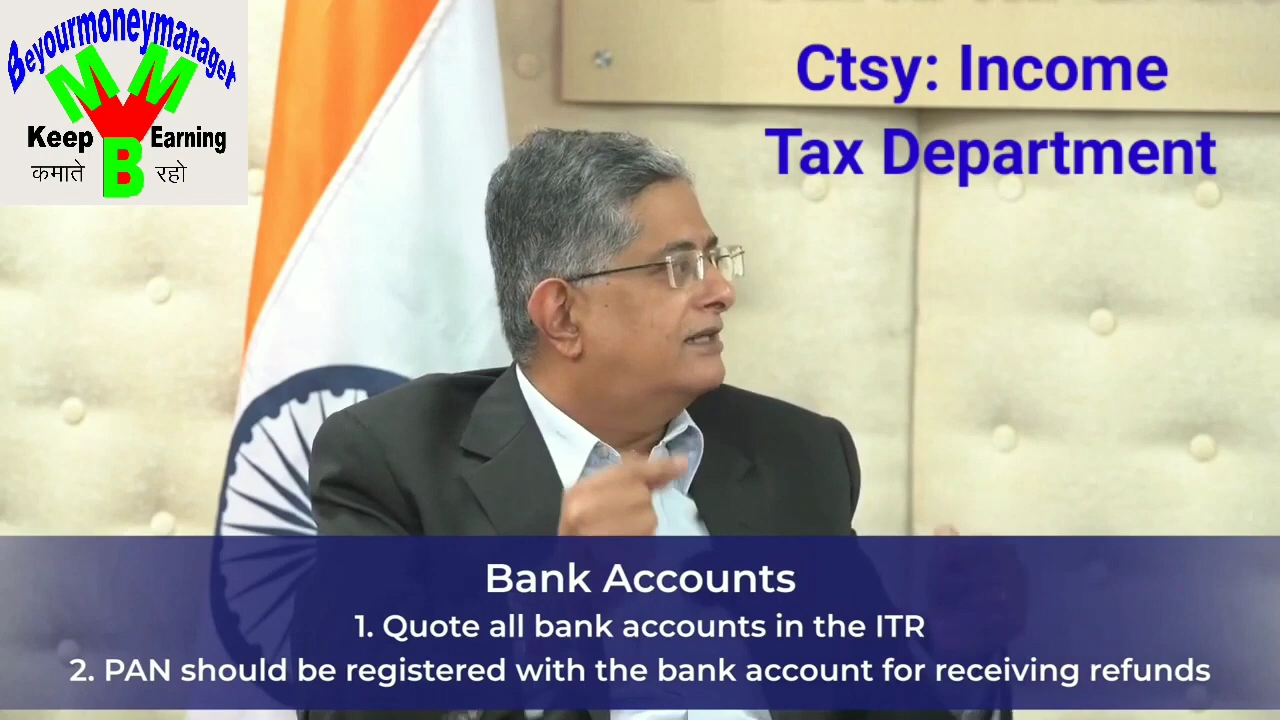 Beyourmoneymanager
MYM
Keep B Earning
कमाते रहो
Ctsy: Income
Tax Department
Bank Accounts
1. Quote all bank accounts in the ITR
2. PAN should be registered with the bank account for receiving refunds